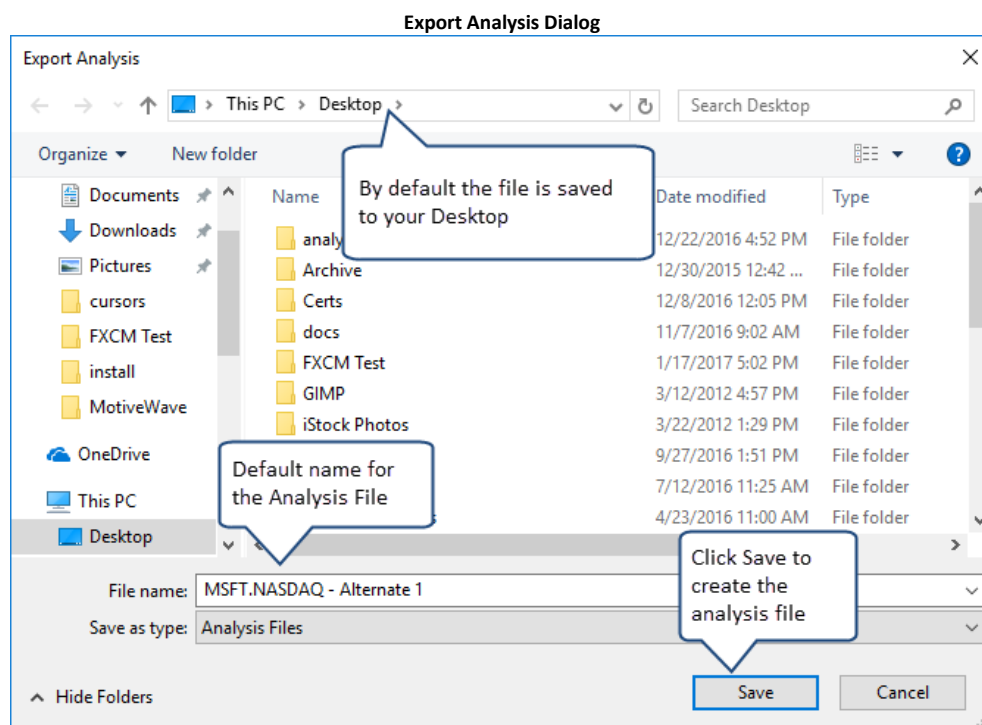 Export Analysis Dialog
Export Analysis
This PC > Desktop >
Search Desktop
Organize
New folder
?
By default the file is saved
to your Desktop
Name
Date modified
Type
Documents
Downloads
Pictures
cursors
FXCM Test
install
MotiveWave
OneDrive
This PC
Desktop
analy
12/22/2016 4:52 PM
File folder
Archive
12/30/2015 12:42 ...
File folder
Certs
12/8/2016 12:05 PM
File folder
docs
11/7/2016 9:02 AM
File folder
FXCM Test
1/17/2017 5:02 PM
File folder
GIMP
3/12/2012 4:57 PM
File folder
iStock Photos
3/22/2012 1:29 PM
File folder
9/27/2016 1:51 PM
File folder
7/12/2016 11:25 AM
File folder
4/23/2016 11:00 AM
File folder
Default name for
the Analysis File
Click Save to
create the
analysis file
File name: MSFT.NASDAQ - Alternate 1
Save as type: Analysis Files
Hide Folders
Save
Cancel